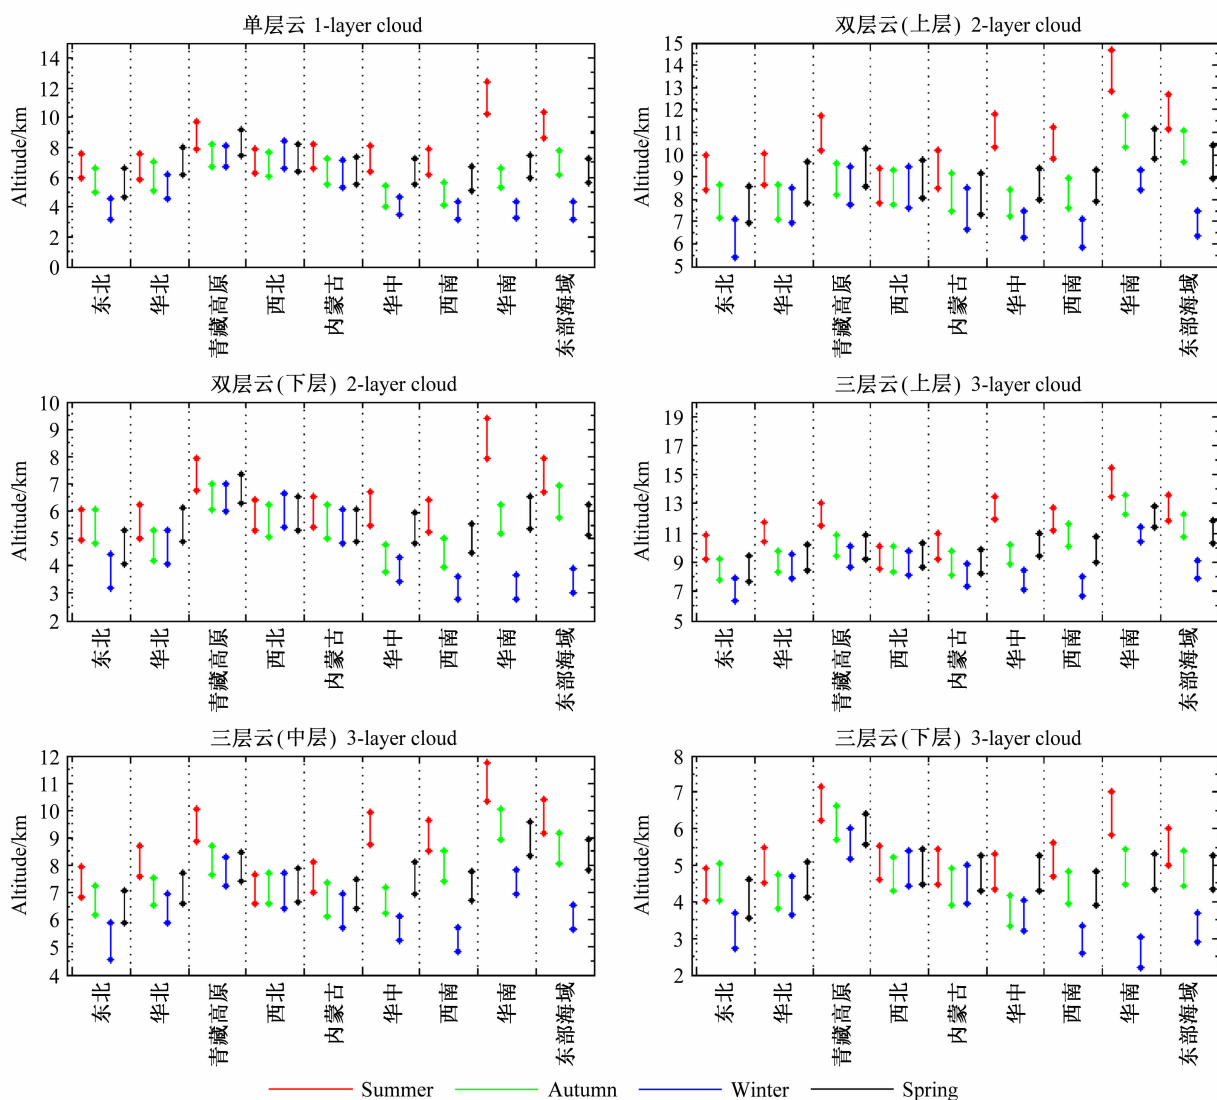 单层云 1-layer cloud
Altitude/km
14
12
10
8
6
4
2
0
东北
华北
青藏高原
西北
内蒙古
华中
西南
华南
东部海域
双层云(上层) 2-layer cloud
Altitude/km
15
14
13
12
11
10
9
8
7
6
5
东北
华北
青藏高原
西北
内蒙古
华中
西南
华南
东部海域
双层云(下层) 2-layer cloud
Altitude/km
10
9
8
7
6
5
4
3
2
东北
华北
青藏高原
西北
内蒙古
华中
西南
华南
东部海域
三层云(上层) 3-layer cloud
Altitude/km
19
17
15
13
11
9
7
5
东北
华北
青藏高原
西北
内蒙古
华中
西南
华南
东部海域
三层云(中层) 3-layer cloud
Altitude/km
12
11
10
9
8
7
6
5
4
东北
华北
青藏高原
西北
内蒙古
华中
西南
华南
东部海域
三层云(下层) 3-layer cloud
Altitude/km
8
7
6
5
4
3
2
东北
华北
青藏高原
西北
内蒙古
华中
西南
华南
东部海域
Summer Autumn Winter Spring